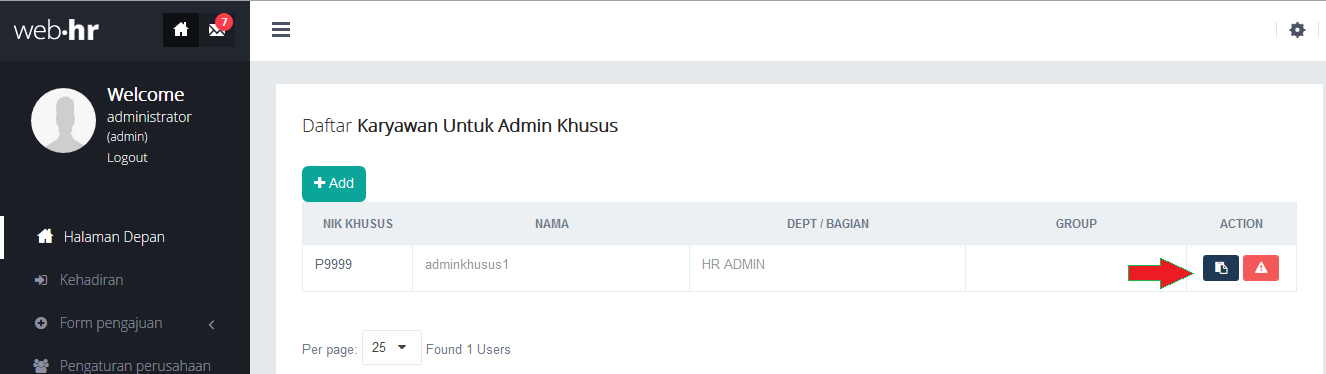 web·hr
7
Welcome
administrator
(admin)
Logout
Halaman Depan
Kehadiran
Form pengajuan
Pengaturan perusahaan
Daftar Karyawan Untuk Admin Khusus
+ Add
NIK KHUSUS NAMA DEPT / BAGIAN GROUP ACTION
P9999 adminkhusus1 HR ADMIN
Per page: 25 Found 1 Users